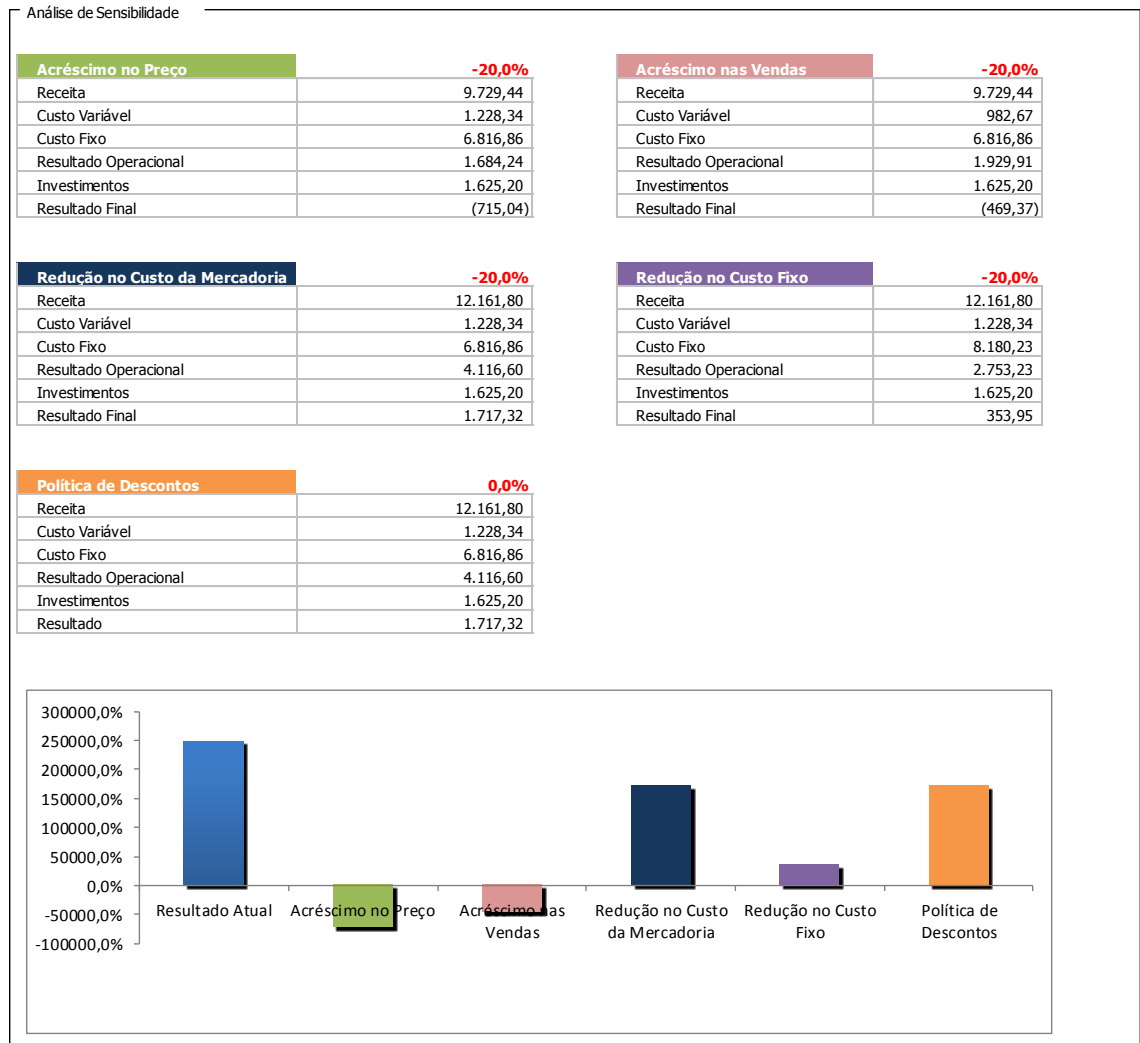 Análise de Sensibilidade
Acréscimo no Preço -20,0%
Receita 9.729,44
Custo Variável 1.228,34
Custo Fixo 6.816,86
Resultado Operacional 1.684,24
Investimentos 1.625,20
Resultado Final (715,04)
Acréscimo nas Vendas -20,0%
Receita 9.729,44
Custo Variável 982,67
Custo Fixo 6.816,86
Resultado Operacional 1.929,91
Investimentos 1.625,20
Resultado Final (469,37)
Redução no Custo da Mercadoria -20,0%
Receita 12.161,80
Custo Variável 1.228,34
Custo Fixo 6.816,86
Resultado Operacional 4.116,60
Investimentos 1.625,20
Resultado Final 1.717,32
Redução no Custo Fixo -20,0%
Receita 12.161,80
Custo Variável 1.228,34
Custo Fixo 8.180,23
Resultado Operacional 2.753,23
Investimentos 1.625,20
Resultado Final 353,95
Política de Descontos 0,0%
Receita 12.161,80
Custo Variável 1.228,34
Custo Fixo 6.816,86
Resultado Operacional 4.116,60
Investimentos 1.625,20
Resultado 1.717,32
300000,0%
250000,0%
200000,0%
150000,0%
100000,0%
50000,0%
0,0%
-50000,0%
-100000,0%
Resultado Atual
Acréscimo no Preço
Acréscimo nas
Vendas
Redução no Custo
da Mercadoria
Redução no Custo
Fixo
Política de
Descontos